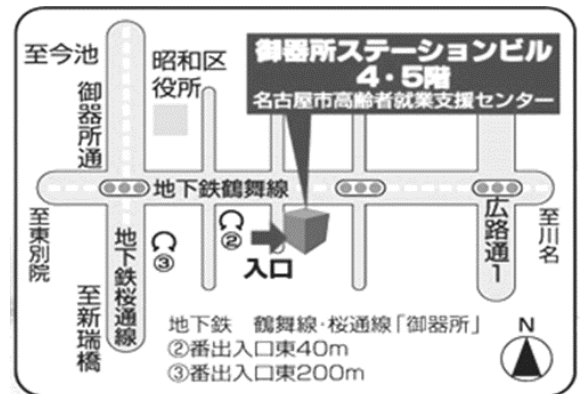 至今池
昭和区
役所
御器所ステーションビル
4・5階
名古屋市高齢者就業支援センター
御器所通
地下鉄鶴舞線
至東別院
地下鉄桜通線
至新瑞橋
③
②
入口
広路通1
至川名
地下鉄 鶴舞線・桜通線「御器所」
②番出入口東40m
③番出入口東200m
N